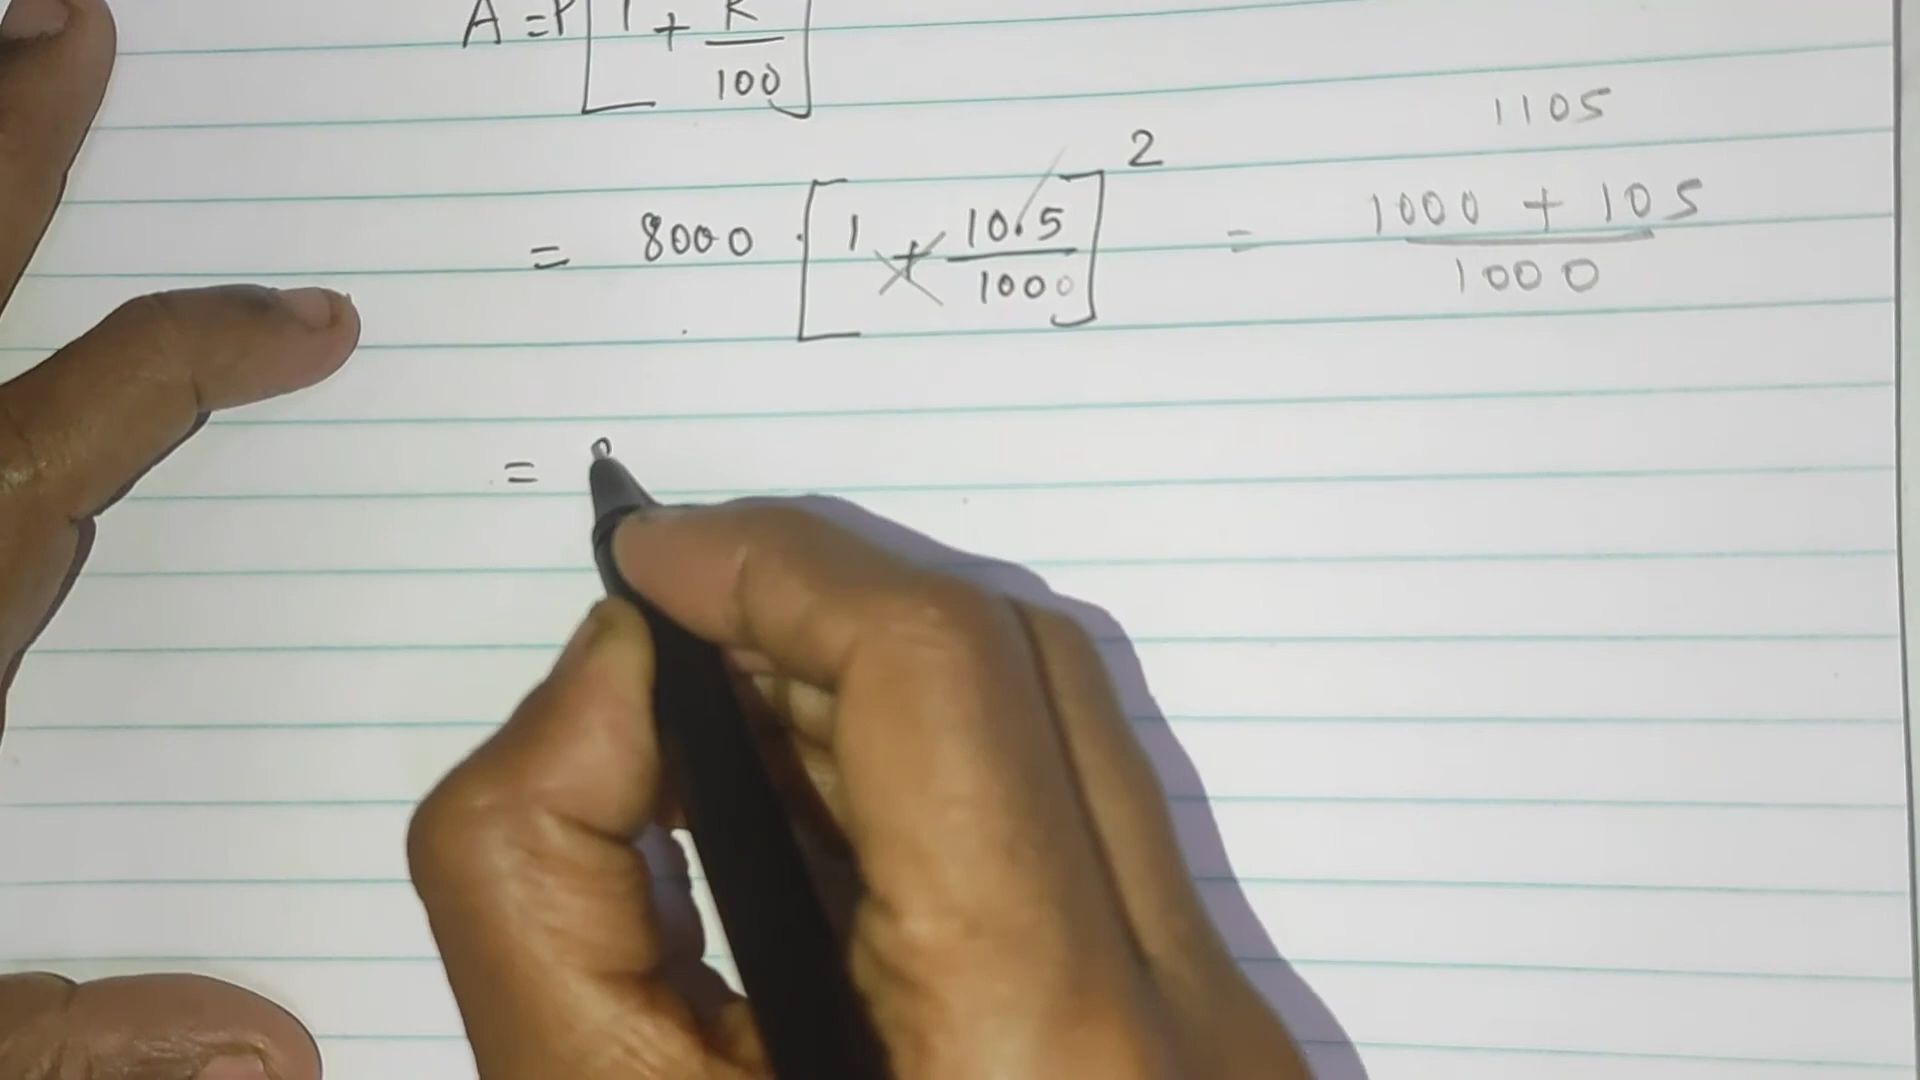 A = P [ 1 + R/100 ]
1105
= 8000 [ 1 + 10.5/1000 ]² = 1000 + 105/1000
=